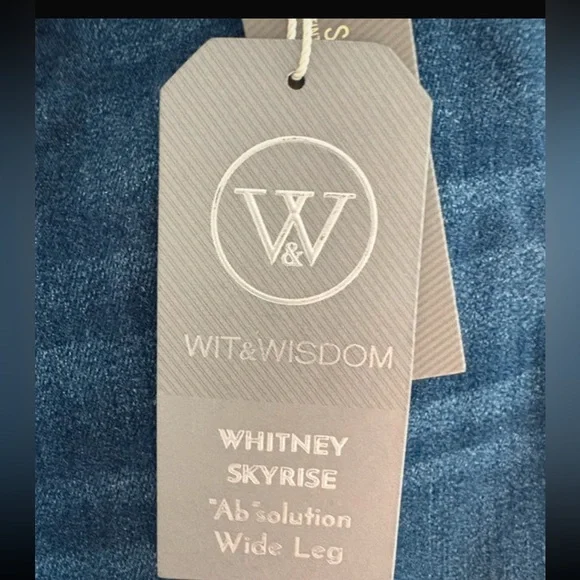 W&W
WIT&WISDOM
WHITNEY
SKYRISE
"Ab"solution
Wide Leg